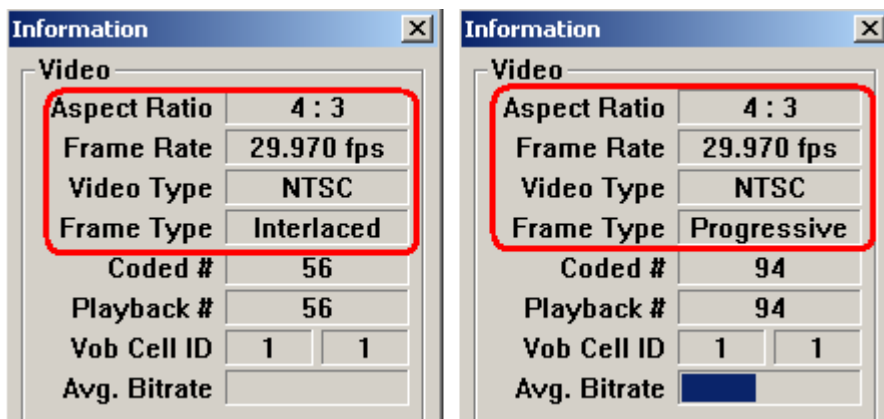 Information
Video
Aspect Ratio 4 : 3
Frame Rate 29.970 fps
Video Type NTSC
Frame Type Interlaced
Coded # 56
Playback # 56
Vob Cell ID 1 1
Avg. Bitrate
Information
Video
Aspect Ratio 4 : 3
Frame Rate 29.970 fps
Video Type NTSC
Frame Type Progressive
Coded # 94
Playback # 94
Vob Cell ID 1 1
Avg. Bitrate